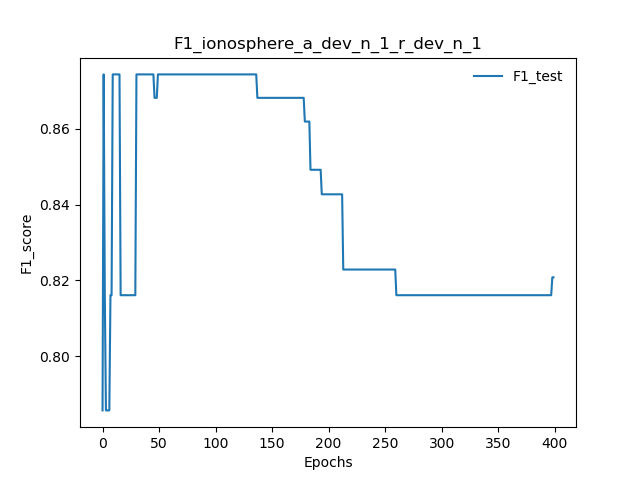 F1_ionosphere_a_dev_n_1_r_dev_n_1
F1_test
0.86
0.84
0.82
0.80
F1_score
0 50 100 150 200 250 300 350 400
Epochs